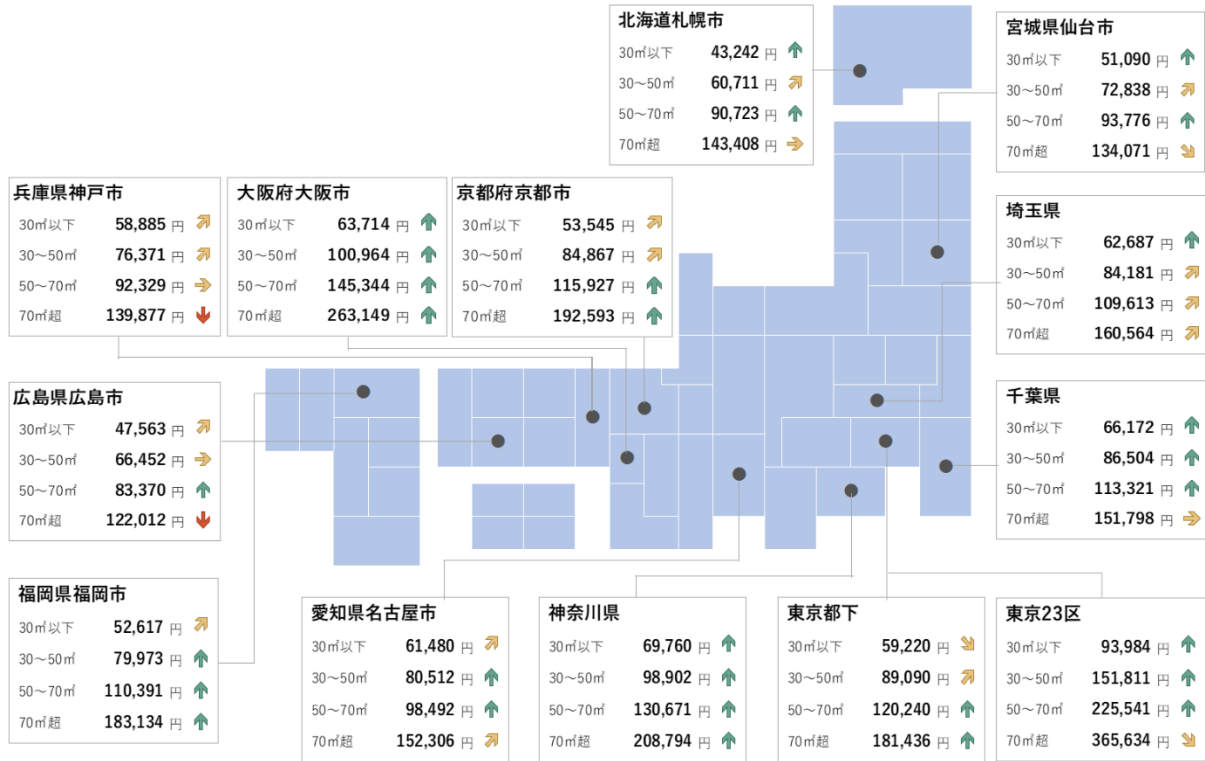 北海道札幌市
30㎡以下 43,242 円
30～50㎡ 60,711 円
50～70㎡ 90,723 円
70㎡超 143,408 円
宮城県仙台市
30㎡以下 51,090 円
30～50㎡ 72,838 円
50～70㎡ 93,776 円
70㎡超 134,071 円
兵庫県神戸市
30㎡以下 58,885 円
30～50㎡ 76,371 円
50～70㎡ 92,329 円
70㎡超 139,877 円
大阪府大阪市
30㎡以下 63,714 円
30～50㎡ 100,964 円
50～70㎡ 145,344 円
70㎡超 263,149 円
京都府京都市
30㎡以下 53,545 円
30～50㎡ 84,867 円
50～70㎡ 115,927 円
70㎡超 192,593 円
埼玉県
30㎡以下 62,687 円
30～50㎡ 84,181 円
50～70㎡ 109,613 円
70㎡超 160,564 円
広島県広島市
30㎡以下 47,563 円
30～50㎡ 66,452 円
50～70㎡ 83,370 円
70㎡超 122,012 円
千葉県
30㎡以下 66,172 円
30～50㎡ 86,504 円
50～70㎡ 113,321 円
70㎡超 151,798 円
福岡県福岡市
30㎡以下 52,617 円
30～50㎡ 79,973 円
50～70㎡ 110,391 円
70㎡超 183,134 円
愛知県名古屋市
30㎡以下 61,480 円
30～50㎡ 80,512 円
50～70㎡ 98,492 円
70㎡超 152,306 円
神奈川県
30㎡以下 69,760 円
30～50㎡ 98,902 円
50～70㎡ 130,671 円
70㎡超 208,794 円
東京都下
30㎡以下 59,220 円
30～50㎡ 89,090 円
50～70㎡ 120,240 円
70㎡超 181,436 円
東京23区
30㎡以下 93,984 円
30～50㎡ 151,811 円
50～70㎡ 225,541 円
70㎡超 365,634 円